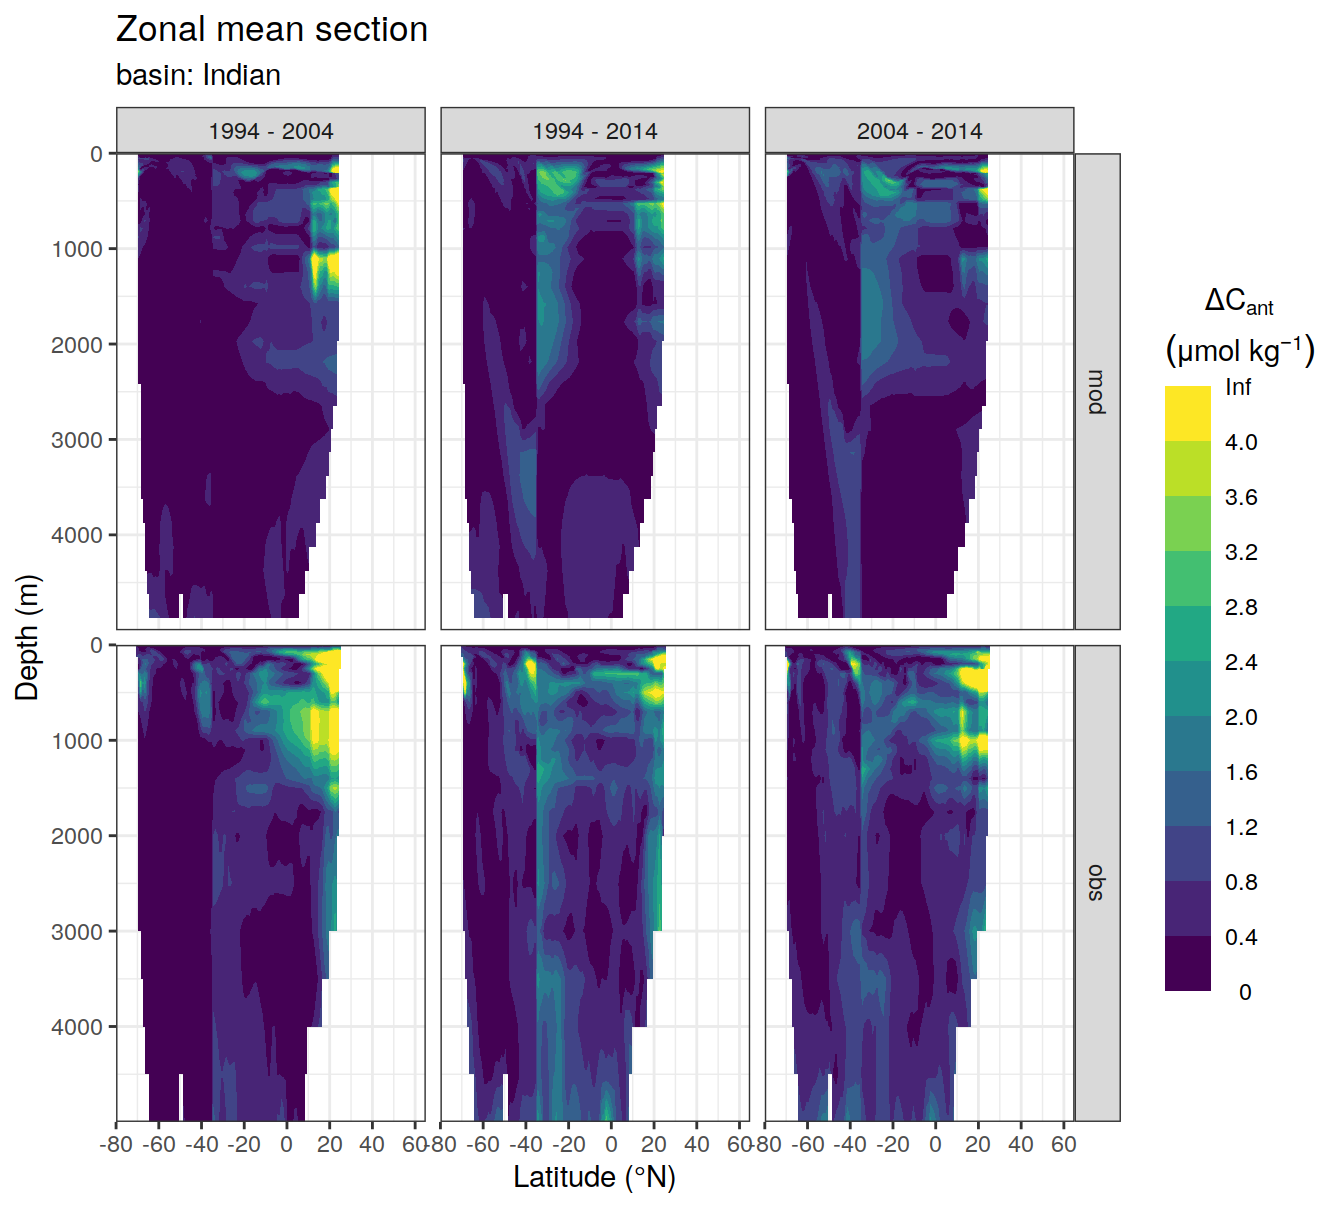 Zonal mean section
basin: Indian
1994 - 2004
1994 - 2014
2004 - 2014
0
1000
2000
3000
4000
mod
0
1000
2000
3000
4000
obs
Depth (m)
-80 -60 -40 -20 0 20 40 60
-80 -60 -40 -20 0 20 40 60
-80 -60 -40 -20 0 20 40 60
Latitude (°N)
ΔCant
(μmol kg⁻¹)
Inf
4.0
3.6
3.2
2.8
2.4
2.0
1.6
1.2
0.8
0.4
0